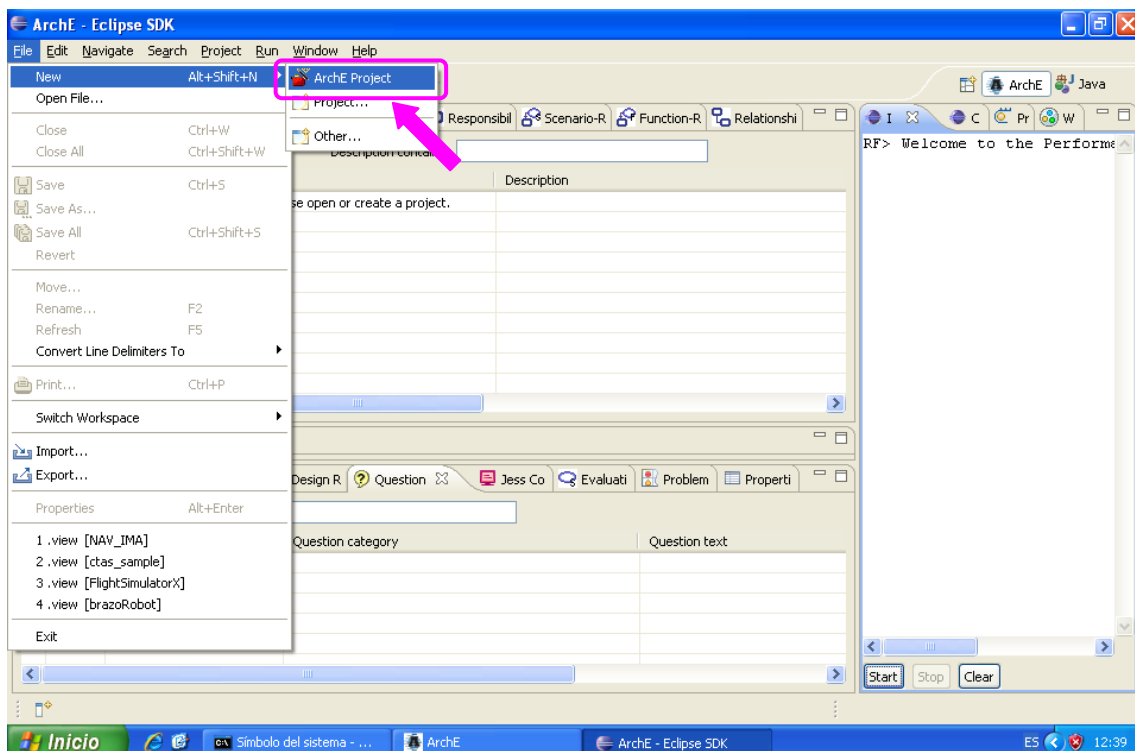 ArchE - Eclipse SDK
File Edit Navigate Search Project Run Window Help
New Alt+Shift+N
ArchE Project
ArchE Java
Open File...
Project...
Responsibil Scenario-R Function-R Relationshi
I C Pr W
Close Ctrl+W
Other...
RF> Welcome to the Performa
Close All Ctrl+Shift+W
Description contai
Save Ctrl+S
Description
Save As...
se open or create a project.
Save All Ctrl+Shift+S
Revert
Move...
Rename... F2
Refresh F5
Convert Line Delimiters To
Print... Ctrl+P
Switch Workspace
Import...
Export...
Design R Question Jess Co Evaluati Problem Properti
Properties Alt+Enter
1 .view [NAV_IMA]
Question category Question text
2 .view [ctas_sample]
3 .view [FlightSimulatorX]
4 .view [brazoRobot]
Exit
Start Stop Clear
Inicio Símbolo del sistema - ... ArchE ArchE - Eclipse SDK ES 12:39